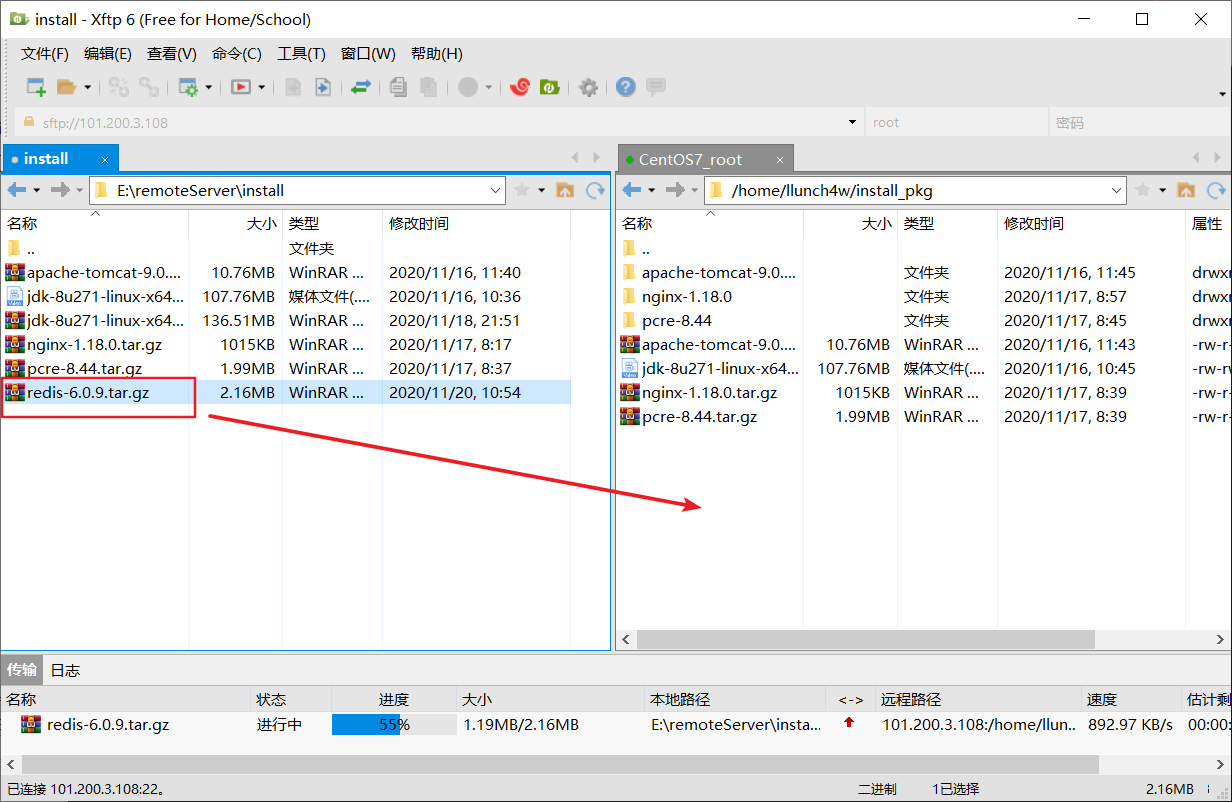 install - Xftp 6 (Free for Home/School)
文件(F) 编辑(E) 查看(V) 命令(C) 工具(T) 窗口(W) 帮助(H)
sftp://101.200.3.108 root 密码
install × CentOS7_root ×
E:\remoteServer\install /home/llunch4w/install_pkg
名称 大小 类型 修改时间 名称 大小 类型 修改时间 属性
.. 文件夹 ..
apache-tomcat-9.0.... 10.76MB WinRAR ... 2020/11/16, 11:40 apache-tomcat-9.0.... 文件夹 2020/11/16, 11:45 drwxr
jdk-8u271-linux-x64... 107.76MB 媒体文件(.... 2020/11/16, 10:36 nginx-1.18.0 文件夹 2020/11/17, 8:57 drwxr
jdk-8u271-linux-x64... 136.51MB WinRAR ... 2020/11/18, 21:51 pcre-8.44 文件夹 2020/11/17, 8:45 drwxr
nginx-1.18.0.tar.gz 1015KB WinRAR ... 2020/11/17, 8:17 apache-tomcat-9.0.... 10.76MB WinRAR ... 2020/11/16, 11:43 -rw-r-
pcre-8.44.tar.gz 1.99MB WinRAR ... 2020/11/17, 8:37 jdk-8u271-linux-x64... 107.76MB 媒体文件(.... 2020/11/16, 10:45 -rw-r-
redis-6.0.9.tar.gz 2.16MB WinRAR ... 2020/11/20, 10:54 nginx-1.18.0.tar.gz 1015KB WinRAR ... 2020/11/17, 8:39 -rw-r-
pcre-8.44.tar.gz 1.99MB WinRAR ... 2020/11/17, 8:39 -rw-r-
传输 日志
名称 状态 进度 大小 本地路径 <-> 远程路径 速度 估计剩
redis-6.0.9.tar.gz 进行中 55% 1.19MB/2.16MB E:\remoteServer\insta... 101.200.3.108:/home/llun... 892.97 KB/s 00:00:
已连接 101.200.3.108:22。 二进制 1已选择 2.16MB